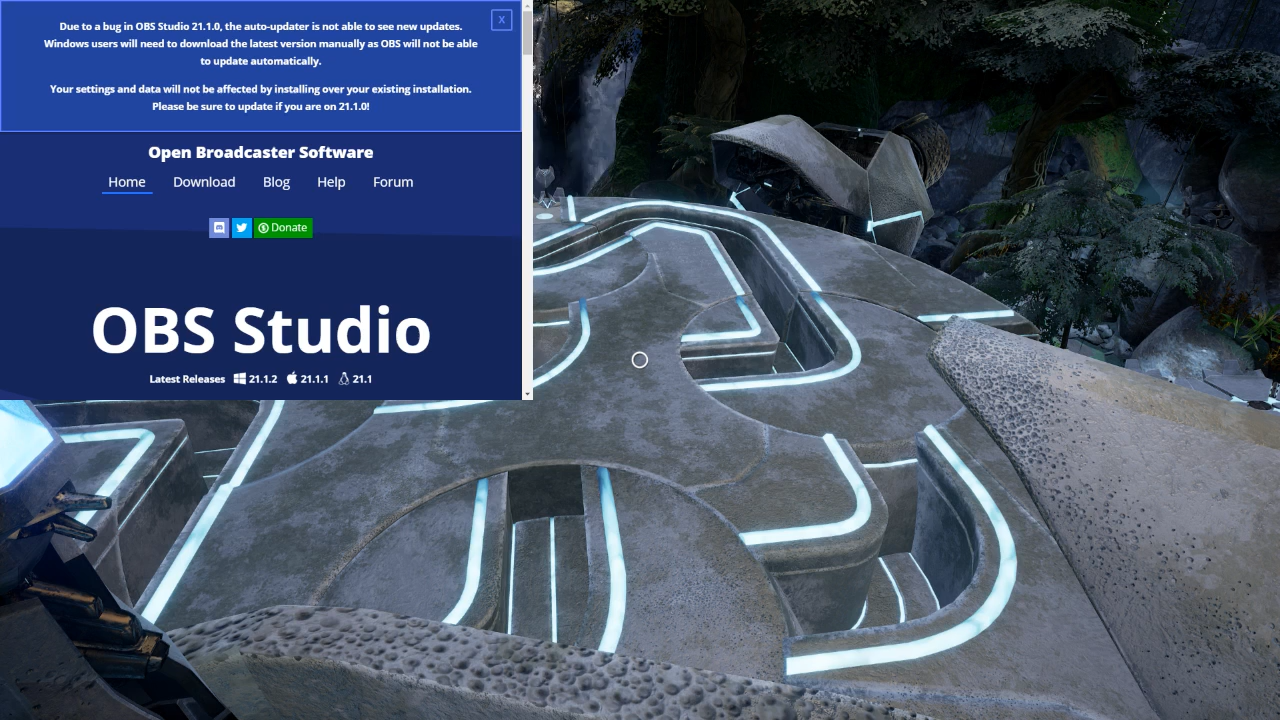 Due to a bug in OBS Studio 21.1.0, the auto-updater is not able to see new updates.
X
Windows users will need to download the latest version manually as OBS will not be able
to update automatically.
Your settings and data will not be affected by installing over your existing installation.
Please be sure to update if you are on 21.1.0!
Open Broadcaster Software
Home Download Blog Help Forum
Donate
OBS Studio
Latest Releases 21.1.2 21.1.1 21.1